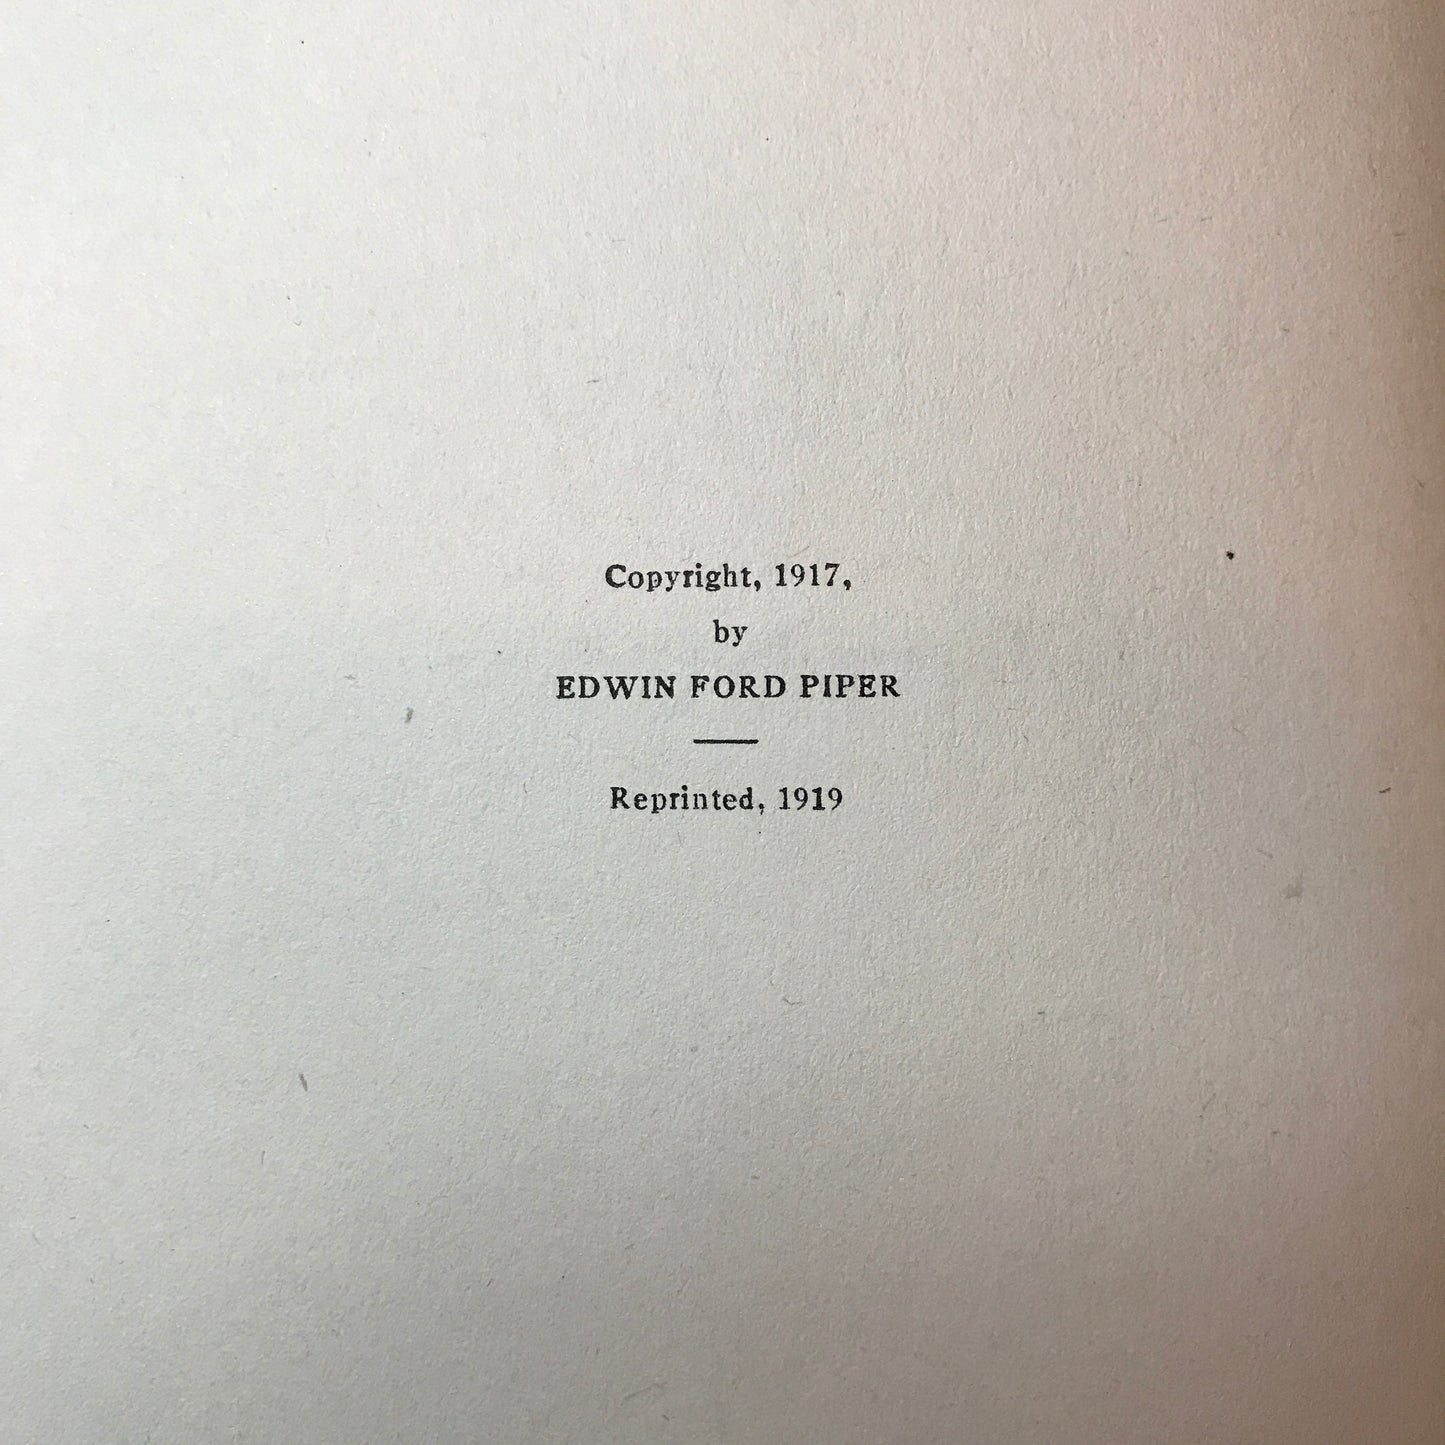 Copyright, 1917,
by
EDWIN FORD PIPER
Reprinted, 1919